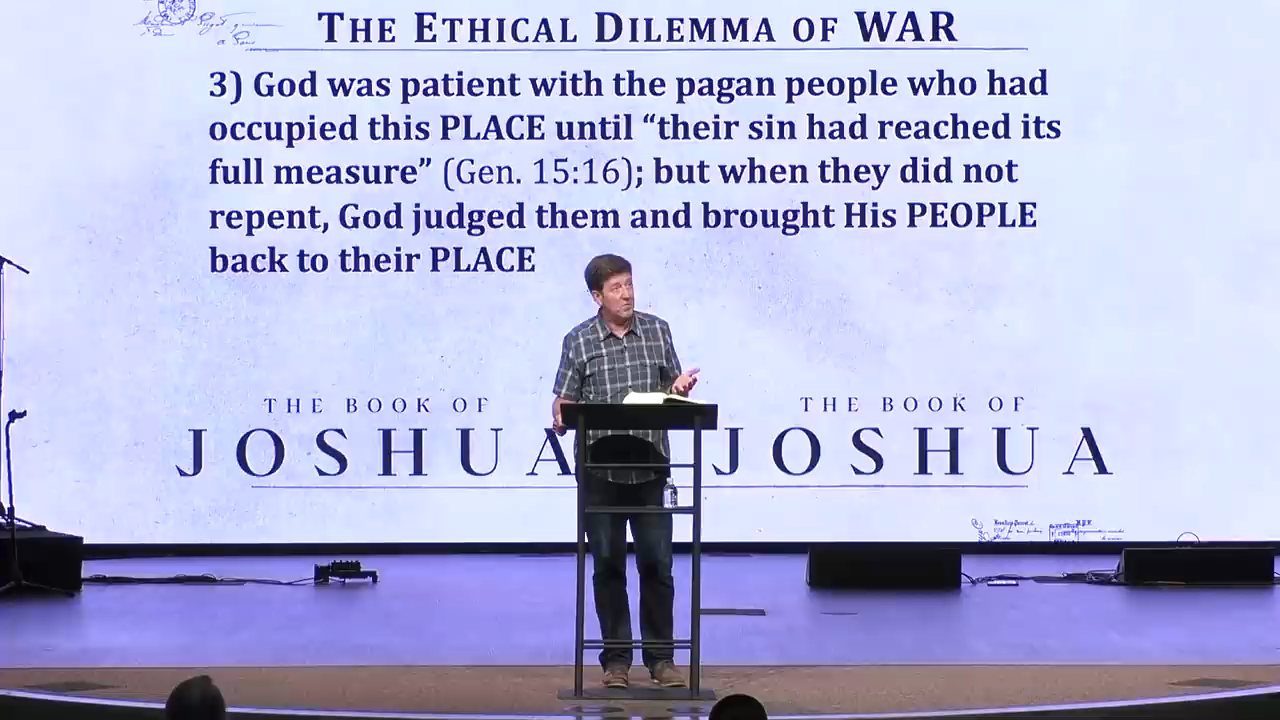 THE ETHICAL DILEMMA OF WAR
3) God was patient with the pagan people who had
occupied this PLACE until “their sin had reached its
full measure” (Gen. 15:16); but when they did not
repent, God judged them and brought His PEOPLE
back to their PLACE
THE BOOK OF
JOSHUA
THE BOOK OF
JOSHUA